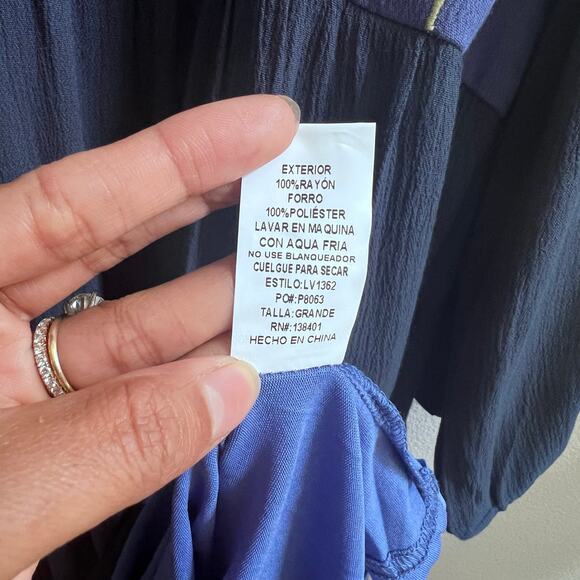 EXTERIOR
100%RAYÓN
FORRO
100%POLIÉSTER
LAVAR EN MAQUINA
CON AQUA FRIA
NO USE BLANQUEADOR
CUELGUE PARA SECAR
ESTILO:LV1362
PO#:P8063
TALLA:GRANDE
RN#:138401
HECHO EN CHINA